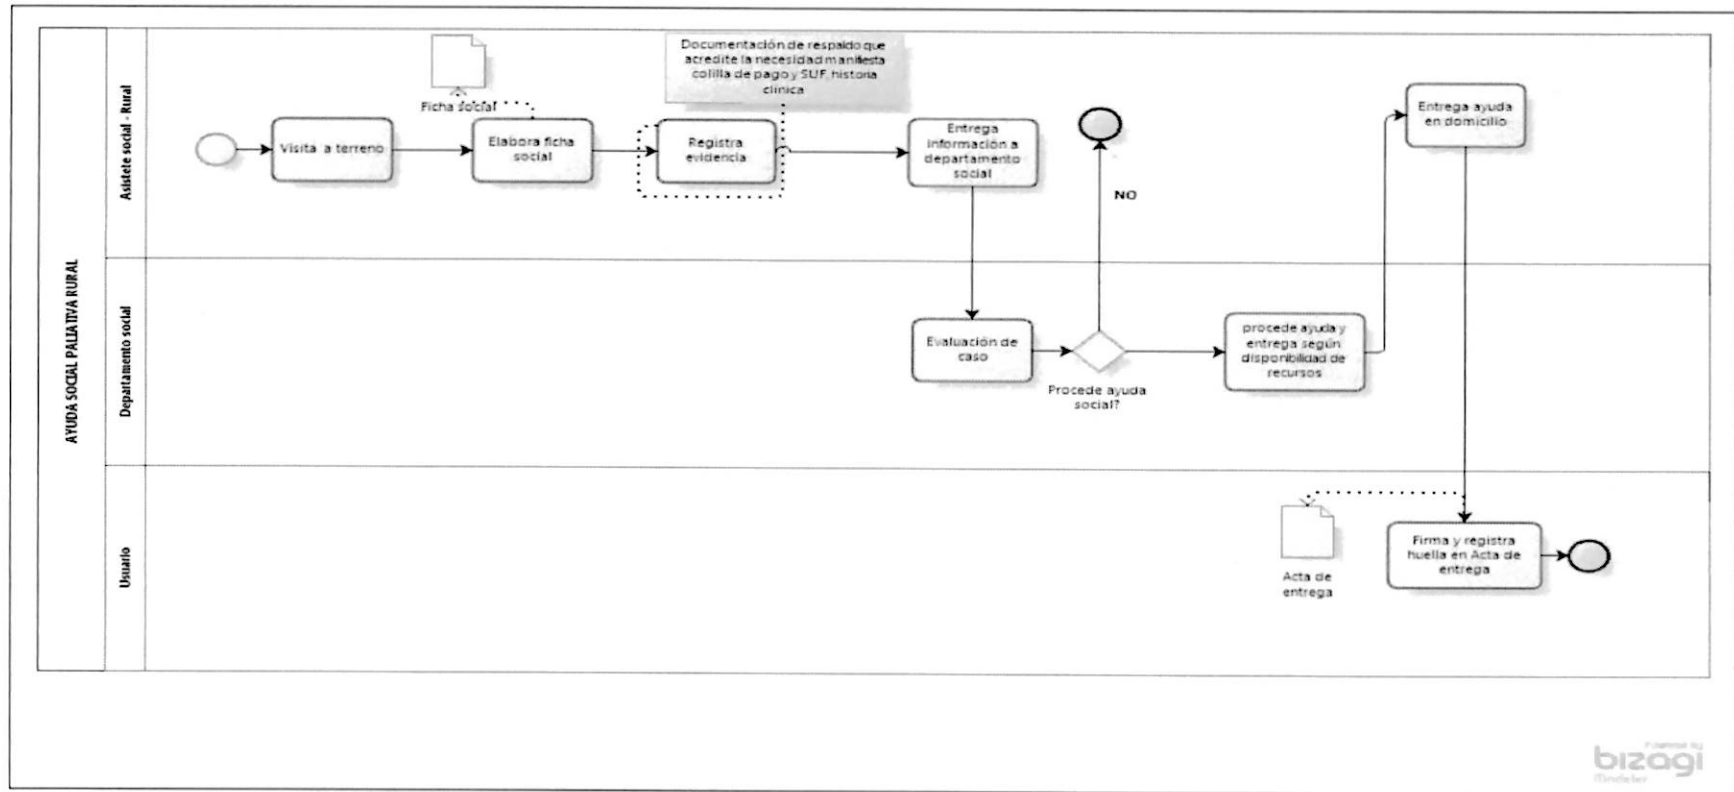 AYUDA SOCIAL PALIATIVA RURAL
Asistete social - Rural
Ficha social
Documentación de respaldo que
acredite la necesidad manifiesta
colilla de pago y SUF, historia
clínica
Visita a terreno
Elabora ficha
social
Registra
evidencia
Entrega
información a
departamento
social
NO
Entrega ayuda
en domicilio
Departamento social
Evaluación de
caso
Procede ayuda
social?
procede ayuda y
entrega según
disponibilidad de
recursos
Usuario
Acta de
entrega
Firma y registra
huella en Acta de
entrega
Powered by
bizagi
Modeler